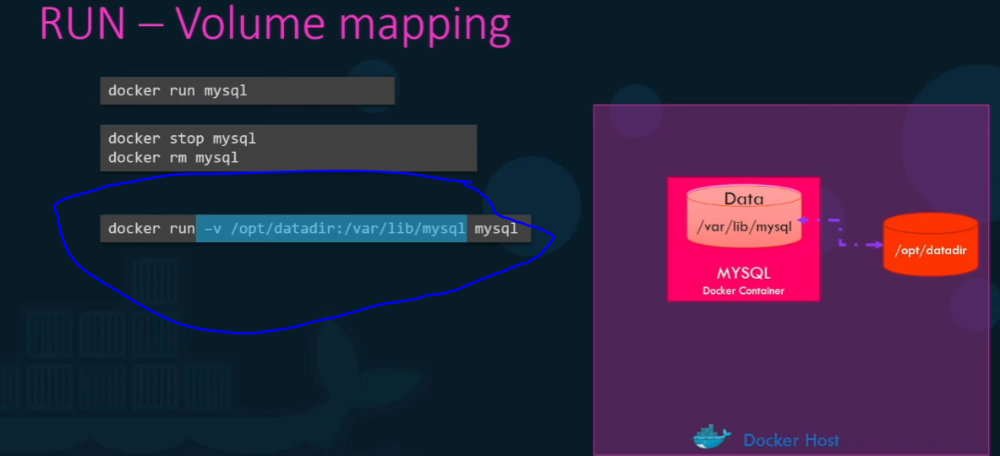 RUN – Volume mapping
docker run mysql
docker stop mysql
docker rm mysql
docker run –v /opt/datadir:/var/lib/mysql mysql
Data
/var/lib/mysql
/opt/datadir
MYSQL
Docker Container
Docker Host